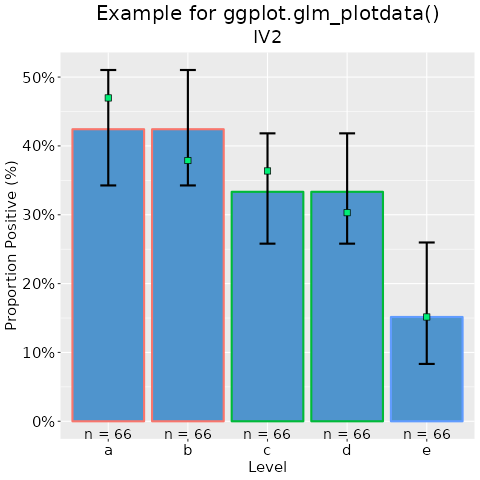 Example for ggplot.glm_plotdata()
IV2
Proportion Positive (%)
50%
40%
30%
20%
10%
0%
n = 66 n = 66 n = 66 n = 66 n = 66
a b c d e
Level